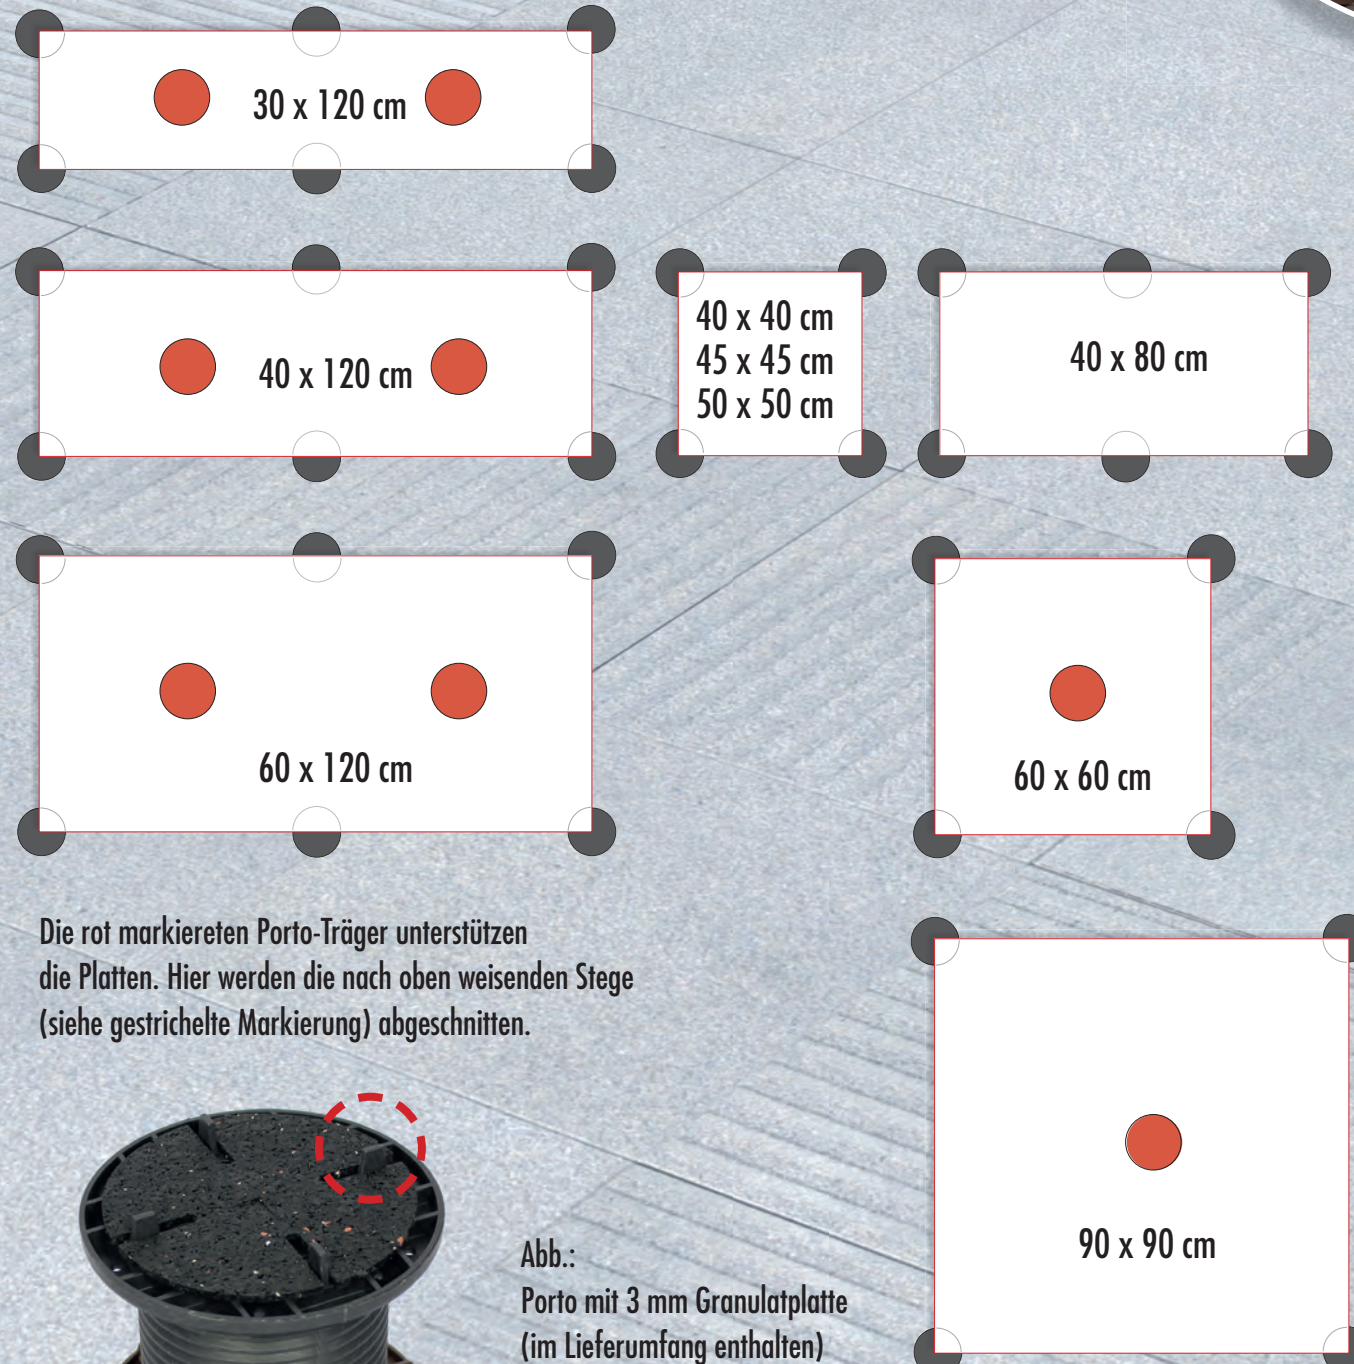 30 x 120 cm
40 x 120 cm
40 x 40 cm
45 x 45 cm
50 x 50 cm
40 x 80 cm
60 x 120 cm
60 x 60 cm
Die rot markiereten Porto-Träger unterstützen
die Platten. Hier werden die nach oben weisenden Stege
(siehe gestrichelte Markierung) abgeschnitten.
90 x 90 cm
Abb.:
Porto mit 3 mm Granulatplatte
(im Lieferumfang enthalten)